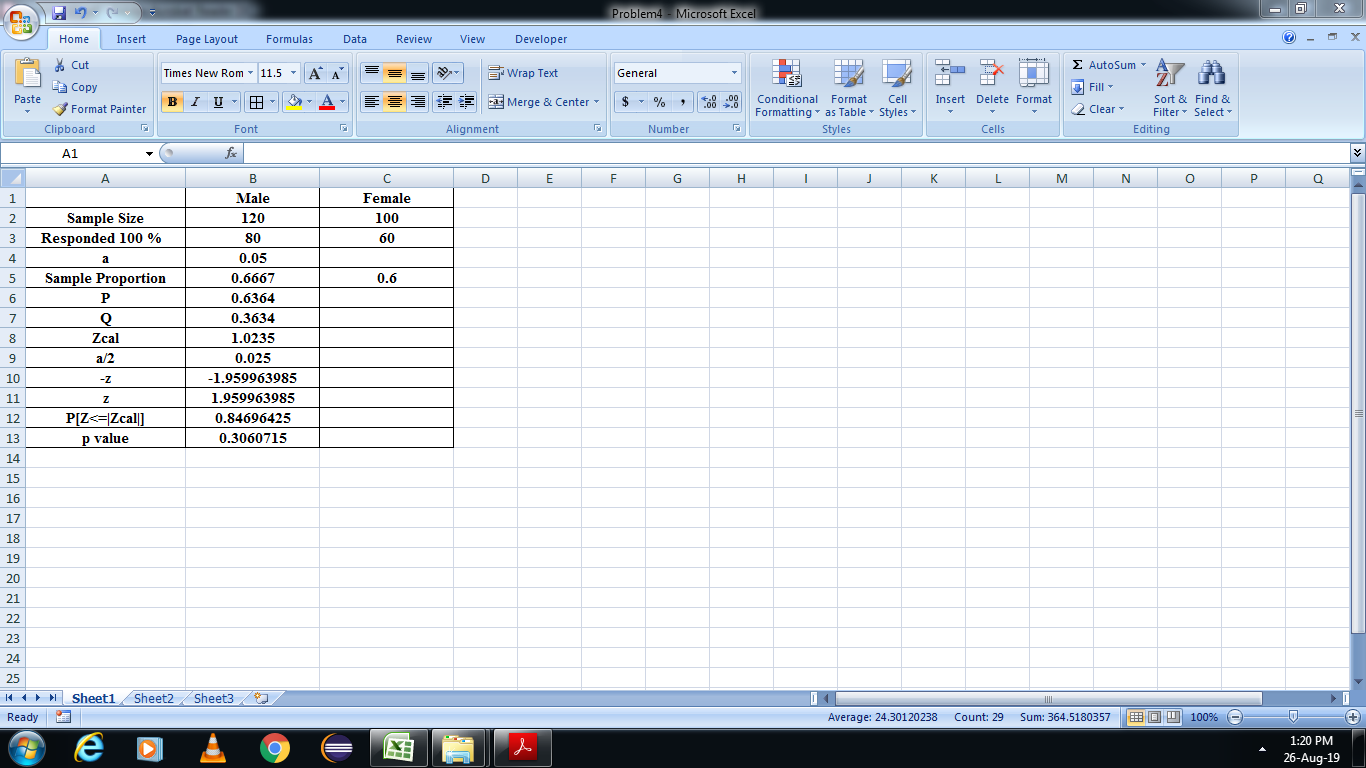 Problem4 - Microsoft Excel
Home Insert Page Layout Formulas Data Review View Developer
Paste Cut Copy Format Painter
Times New Rom 11.5 A A
B I U A
Wrap Text
Merge & Center
General
$ % , .00 .00
Conditional Formatting Format as Table Cell Styles
Insert Delete Format
Σ AutoSum Fill Clear
Sort & Filter Find & Select
Clipboard Font Alignment Number Styles Cells Editing
A1 fx
A B C D E F G H I J K L M N O P Q
1 Male Female
2 Sample Size 120 100
3 Responded 100 % 80 60
4 a 0.05
5 Sample Proportion 0.6667 0.6
6 P 0.6364
7 Q 0.3634
8 Zcal 1.0235
9 a/2 0.025
10 -z -1.959963985
11 z 1.959963985
12 P[Z<=|Zcal|] 0.84696425
13 p value 0.3060715
14
15
16
17
18
19
20
21
22
23
24
25
Sheet1 Sheet2 Sheet3
Ready Average: 24.30120238 Count: 29 Sum: 364.5180357 100%
1:20 PM
26-Aug-19